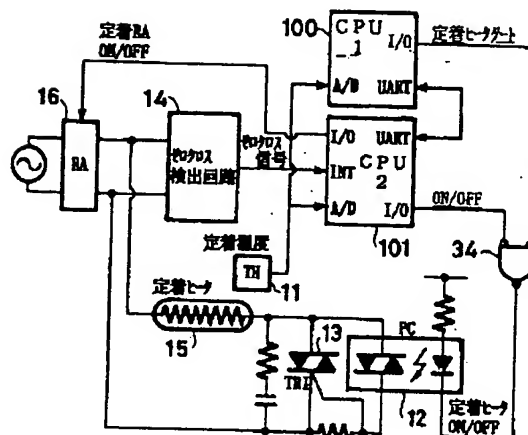 定着RA
ON/OFF
16
14
RA
ゼロクロス
検出回路
ゼロクロス
信号
100
CPU
1
I/O
A/D
UART
定着ヒータゲート
I/O
UART
INT
CPU
2
A/D
I/O
101
ON/OFF
34
定着温度
TH
11
定着ヒータ
15
13
TRI
PC
12
定着ヒータ
ON/OFF